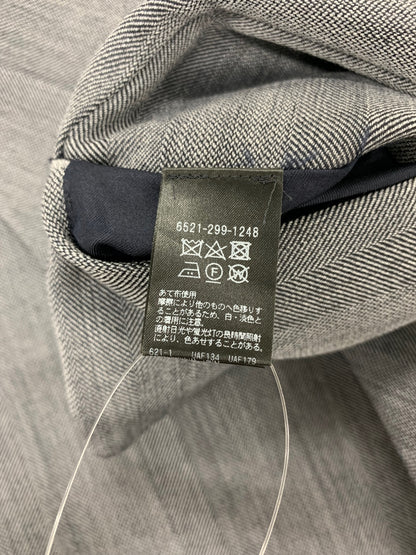 6521-299-1248
F W
あて布使用
摩擦により他のものへ色移りす
ることがあるため、白・淡色と
の着用に注意。
直射日光や蛍光灯の長時間照射
により、色あせすることがある。
621-1 UAF134 UAF179